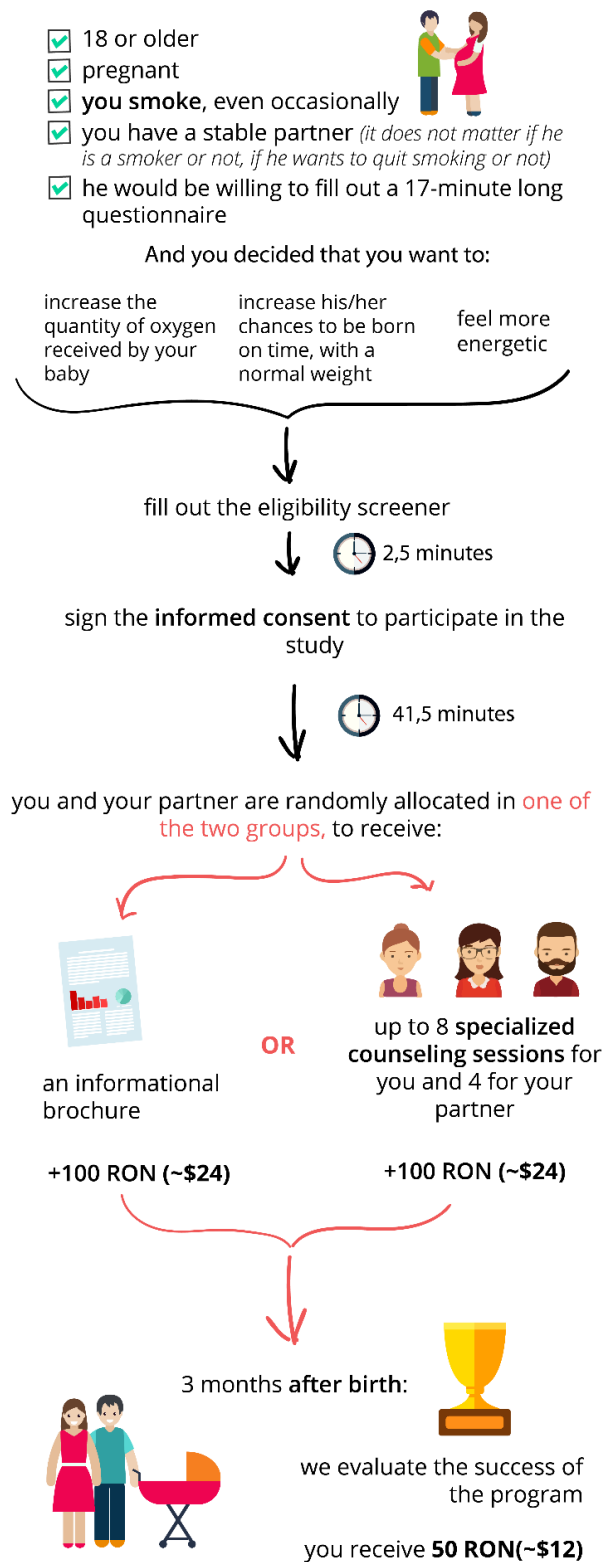 18 or older
pregnant
you smoke, even occasionally
you have a stable partner (it does not matter if he
is a smoker or not, if he wants to quit smoking or not)
he would be willing to fill out a 17-minute long
questionnaire
And you decided that you want to:
increase the
quantity of oxygen
received by your
baby
increase his/her
chances to be born
on time, with a
normal weight
feel more
energetic
fill out the eligibility screener
2,5 minutes
sign the informed consent to participate in the
study
41,5 minutes
you and your partner are randomly allocated in one of
the two groups, to receive:
an informational
brochure
+100 RON (~$24)
OR
up to 8 specialized
counseling sessions for
you and 4 for your
partner
+100 RON (~$24)
3 months after birth:
we evaluate the success of
the program
you receive 50 RON(~$12)